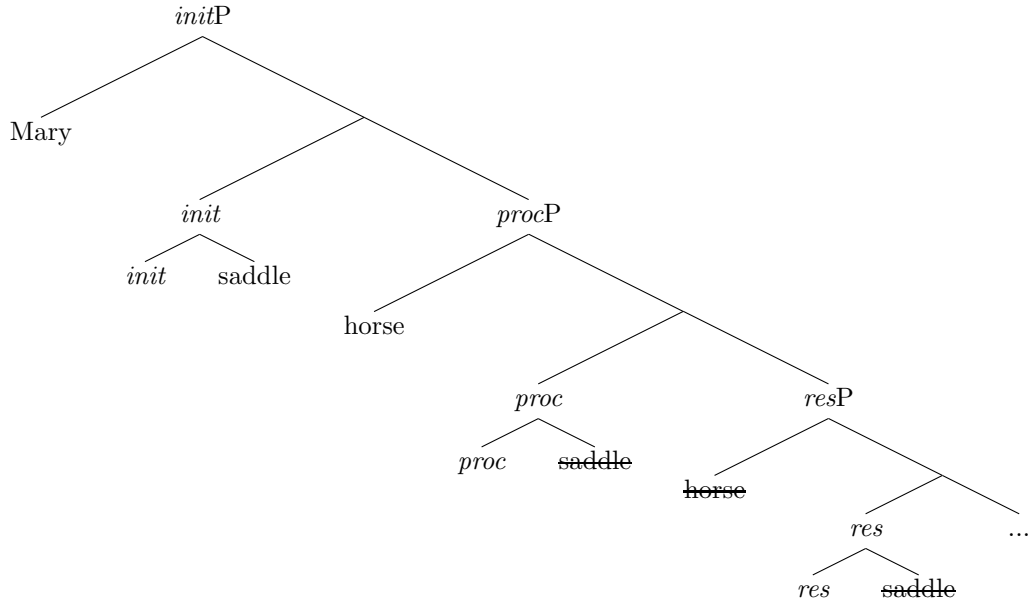 initP
Mary
init procP
init saddle
horse
proc resP
proc saddle
horse
res ...
res saddle